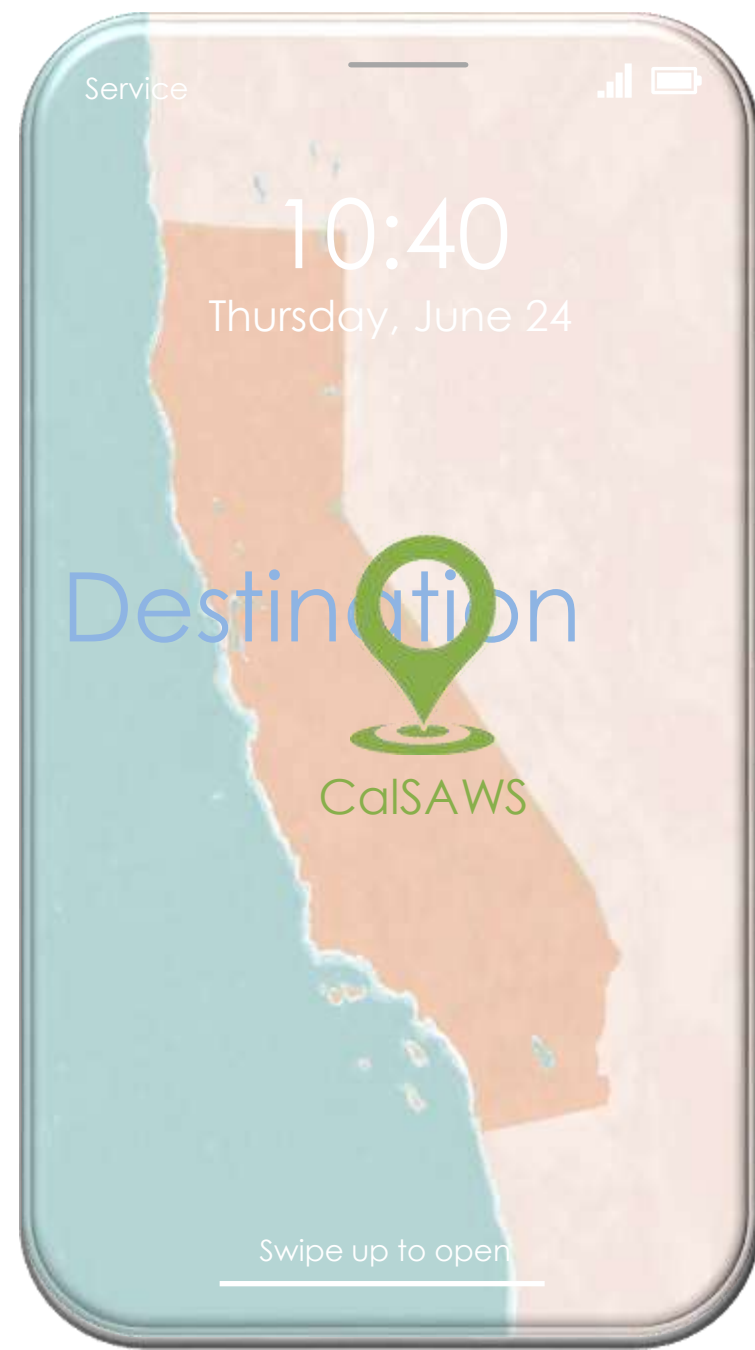 Service
10:40
Thursday, June 24
Destination
CalSAWS
Swipe up to open